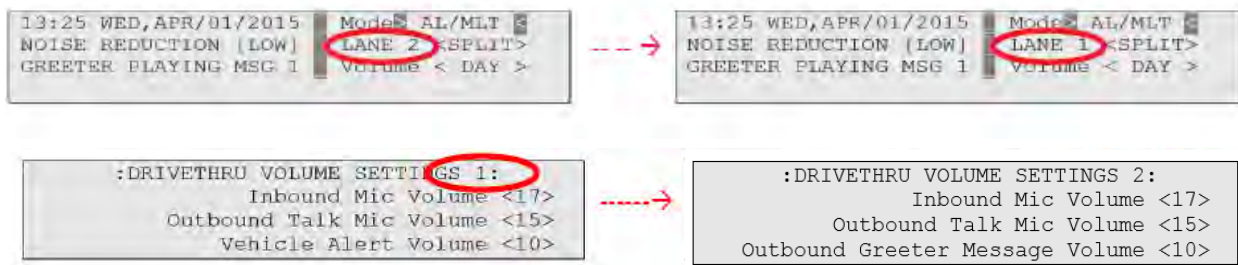 13:25 WED,APR/01/2015 Mode> AL/MLT <
NOISE REDUCTION [LOW] LANE 2 <SPLIT>
GREETER PLAYING MSG 1 Volume < DAY >
13:25 WED,APR/01/2015 Mode> AL/MLT <
NOISE REDUCTION [LOW] LANE 1 <SPLIT>
GREETER PLAYING MSG 1 Volume < DAY >
:DRIVETHRU VOLUME SETTINGS 1:
Inbound Mic Volume <17>
Outbound Talk Mic Volume <15>
Vehicle Alert Volume <10>
:DRIVETHRU VOLUME SETTINGS 2:
Inbound Mic Volume <17>
Outbound Talk Mic Volume <15>
Outbound Greeter Message Volume <10>